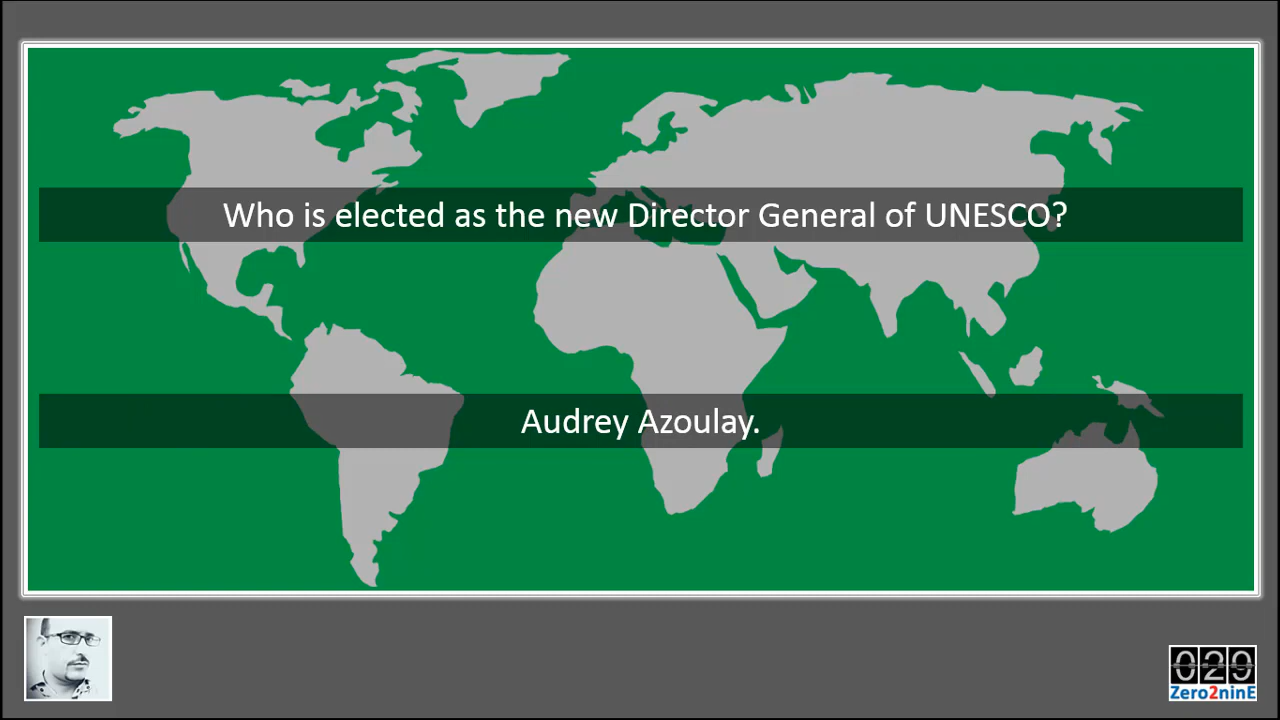 Who is elected as the new Director General of UNESCO?
Audrey Azoulay.
029
Zero2ninE